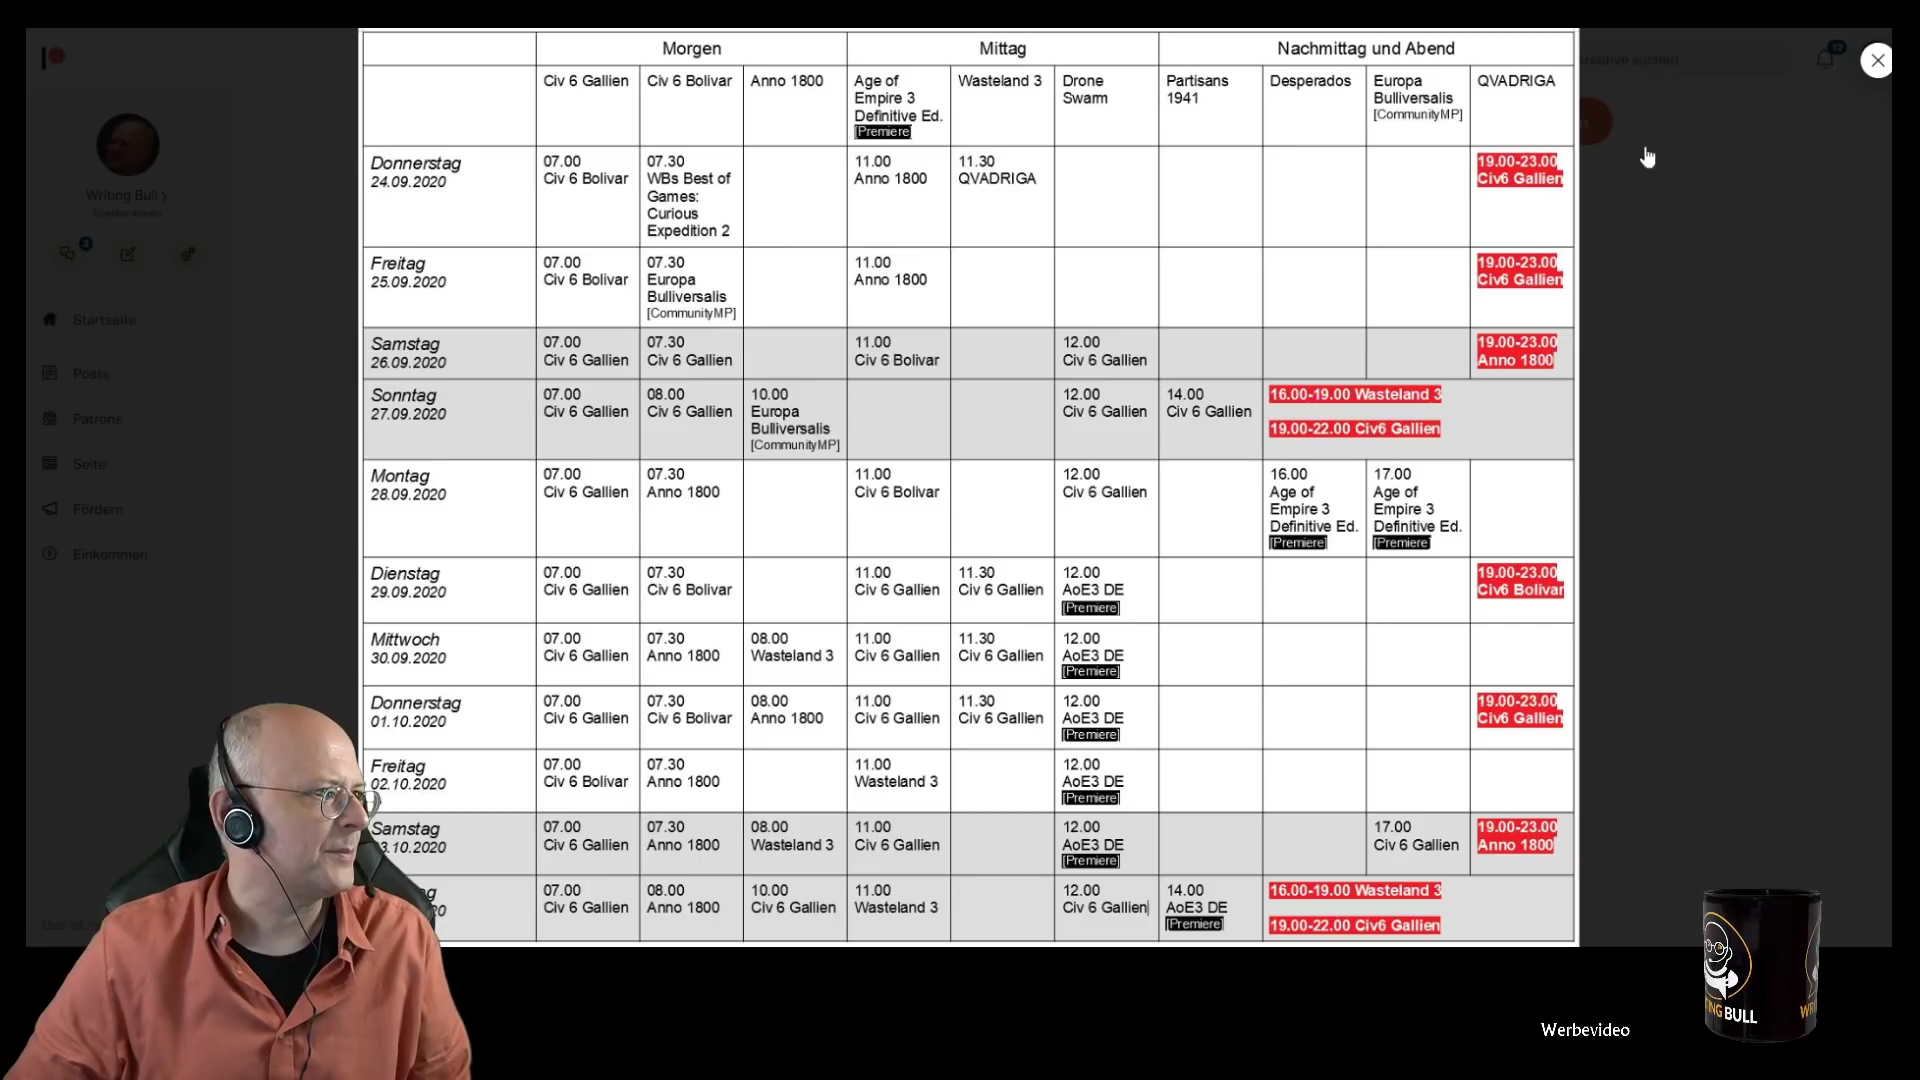 Morgen
Mittag
Nachmittag und Abend
Civ 6 Gallien
Civ 6 Bolivar
Anno 1800
Age of
Empire 3
Definitive Ed.
[Premiere]
Wasteland 3
Drone
Swarm
Partisans
1941
Desperados
Europa
Bulliversalis
[CommunityMP]
QVADRIGA
Donnerstag
24.09.2020
07.00
Civ 6 Bolivar
07.30
WBs Best of
Games:
Curious
Expedition 2
11.00
Anno 1800
11.30
QVADRIGA
19.00-23.00
Civ6 Gallien
Freitag
25.09.2020
07.00
Civ 6 Bolivar
07.30
Europa
Bulliversalis
[CommunityMP]
11.00
Anno 1800
19.00-23.00
Civ6 Gallien
Samstag
26.09.2020
07.00
Civ 6 Gallien
07.30
Civ 6 Gallien
11.00
Civ 6 Bolivar
12.00
Civ 6 Gallien
19.00-23.00
Anno 1800
Sonntag
27.09.2020
07.00
Civ 6 Gallien
08.00
Civ 6 Gallien
10.00
Europa
Bulliversalis
[CommunityMP]
12.00
Civ 6 Gallien
14.00
Civ 6 Gallien
16.00-19.00 Wasteland 3
19.00-22.00 Civ6 Gallien
Montag
28.09.2020
07.00
Civ 6 Gallien
07.30
Anno 1800
11.00
Civ 6 Bolivar
12.00
Civ 6 Gallien
16.00
Age of
Empire 3
Definitive Ed.
[Premiere]
17.00
Age of
Empire 3
Definitive Ed.
[Premiere]
Dienstag
29.09.2020
07.00
Civ 6 Gallien
07.30
Civ 6 Bolivar
11.00
Civ 6 Gallien
11.30
Civ 6 Gallien
12.00
AoE3 DE
[Premiere]
19.00-23.00
Civ6 Bolivar
Mittwoch
30.09.2020
07.00
Civ 6 Gallien
07.30
Anno 1800
08.00
Wasteland 3
11.00
Civ 6 Gallien
11.30
Civ 6 Gallien
12.00
AoE3 DE
[Premiere]
Donnerstag
01.10.2020
07.00
Civ 6 Gallien
07.30
Civ 6 Bolivar
08.00
Anno 1800
11.00
Civ 6 Gallien
11.30
Civ 6 Gallien
12.00
AoE3 DE
[Premiere]
19.00-23.00
Civ6 Gallien
Freitag
02.10.2020
07.00
Civ 6 Bolivar
07.30
Anno 1800
11.00
Wasteland 3
12.00
AoE3 DE
[Premiere]
Samstag
3.10.2020
07.00
Civ 6 Gallien
07.30
Anno 1800
08.00
Wasteland 3
11.00
Civ 6 Gallien
12.00
AoE3 DE
[Premiere]
17.00
Civ 6 Gallien
19.00-23.00
Anno 1800
g
20
07.00
Civ 6 Gallien
08.00
Anno 1800
10.00
Civ 6 Gallien
11.00
Wasteland 3
12.00
Civ 6 Gallien
14.00
AoE3 DE
[Premiere]
16.00-19.00 Wasteland 3
19.00-22.00 Civ6 Gallien
Writing Bull
2
Startseite
Posts
Patrons
Seite
Fördern
Einkommen
Das ist
Kreative suchen
Werbevideo
TING BULL
WRI